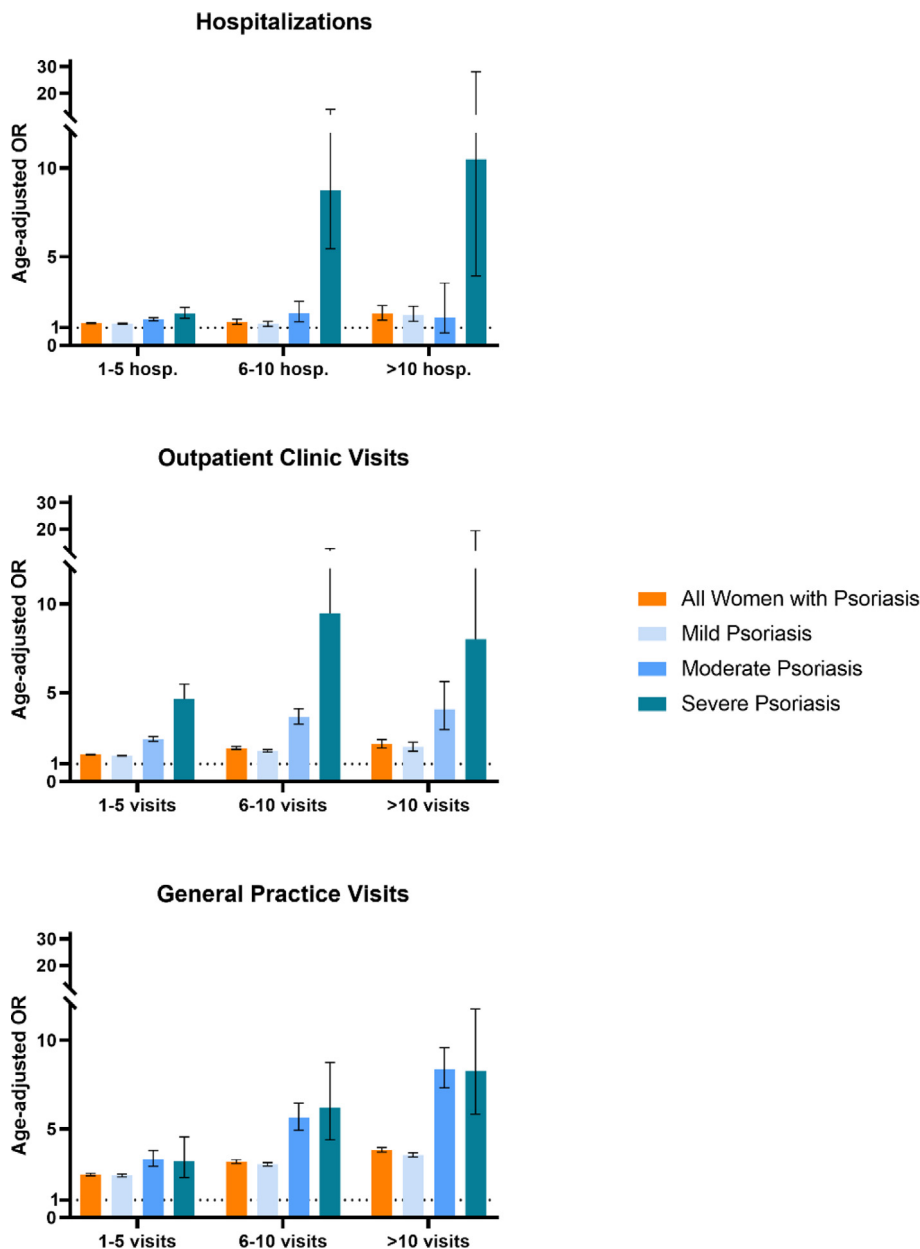 Hospitalizations
30
20
10
5
1
0
Age-adjusted OR
1-5 hosp.
6-10 hosp.
>10 hosp.
Outpatient Clinic Visits
30
20
10
5
1
0
Age-adjusted OR
1-5 visits
6-10 visits
>10 visits
All Women with Psoriasis
Mild Psoriasis
Moderate Psoriasis
Severe Psoriasis
General Practice Visits
30
20
10
5
1
0
Age-adjusted OR
1-5 visits
6-10 visits
>10 visits